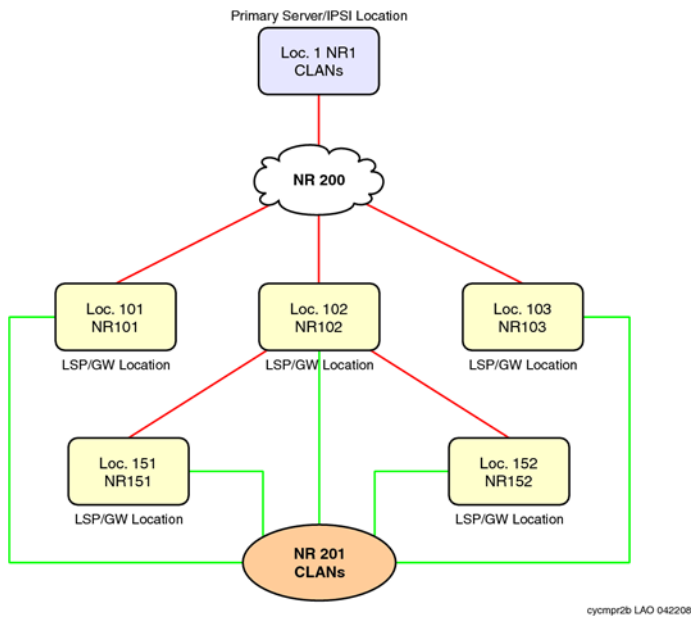 Primary Server/IPSI Location
Loc. 1 NR1
CLANs
NR 200
Loc. 101
NR101
Loc. 102
NR102
Loc. 103
NR103
LSP/GW Location
LSP/GW Location
LSP/GW Location
Loc. 151
NR151
Loc. 152
NR152
LSP/GW Location
LSP/GW Location
NR 201
CLANs
cycmpr2b LAO 042208